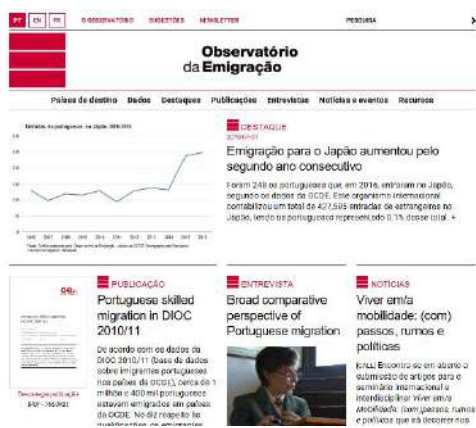 PT EN FR O OBSERVATÓRIO SUGESTÕES NEWSLETTER PESQUISA
Observatório
da Emigração
Países de destino Dados Destaques Publicações Entrevistas Notícias e eventos Recursos
DESTAQUE
Emigração para o Japão aumentou pelo
segundo ano consecutivo
Foram 248 os portugueses que, em 2016, entraram no Japão,
segundo os dados da OCDE. Este organismo internacional
contabilizou um total de 427,585 entradas de estrangeiros no
Japão, tendo os portugueses representado 0.1% desse total. +
PUBLICAÇÃO
Portuguese skilled
migration in DIOC
2010/11
De acordo com os dados da
DIOC 2010/11 (base de dados
sobre imigrantes portugueses
nos países da OCDE), cerca de 1
milhão e 400 mil portugueses
estavam emigrados em países
da OCDE. No diz respeito às
qualificações, os emigrantes
ENTREVISTA
Broad comparative
perspective of
Portuguese migration
NOTÍCIAS
Viver em/a
mobilidade: (com)
passos, rumos e
políticas
[CALL] Encontra-se em aberto a
submissão de artigos para o
seminário internacional e
interdisciplinar Viver em/a
Mobilidade: (com)passos, rumos
e políticas que irá decorrer nos